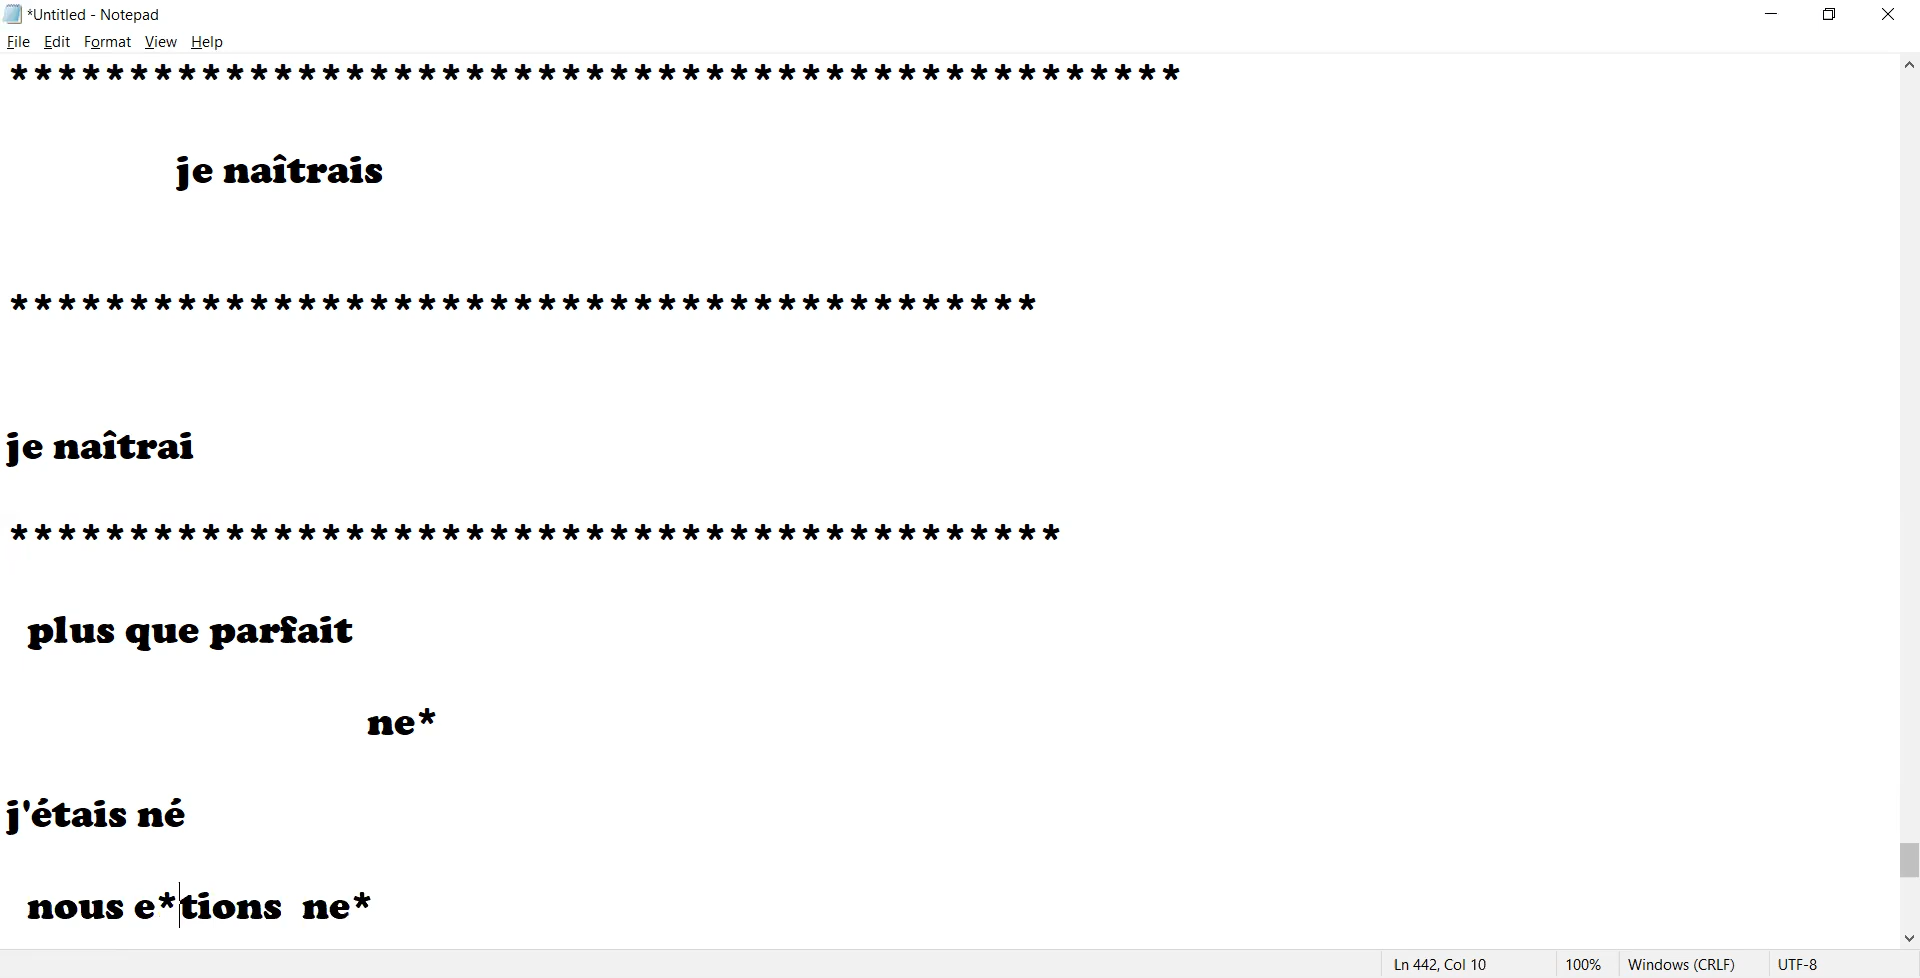 *Untitled - Notepad
File Edit Format View Help
*************************************************
je naîtrais
*******************************************
je naîtrai
********************************************
plus que parfait
ne*
j'étais né
nous e*tions ne*
Ln 442, Col 10 100% Windows (CRLF) UTF-8